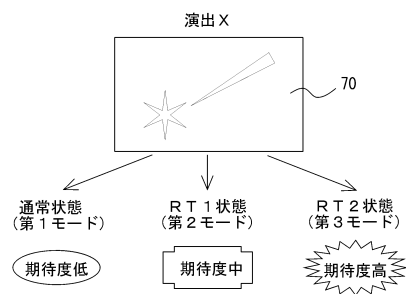 演出X
70
通常状態
(第1モード)
RT1状態
(第2モード)
RT2状態
(第3モード)
期待度低
期待度中
期待度高